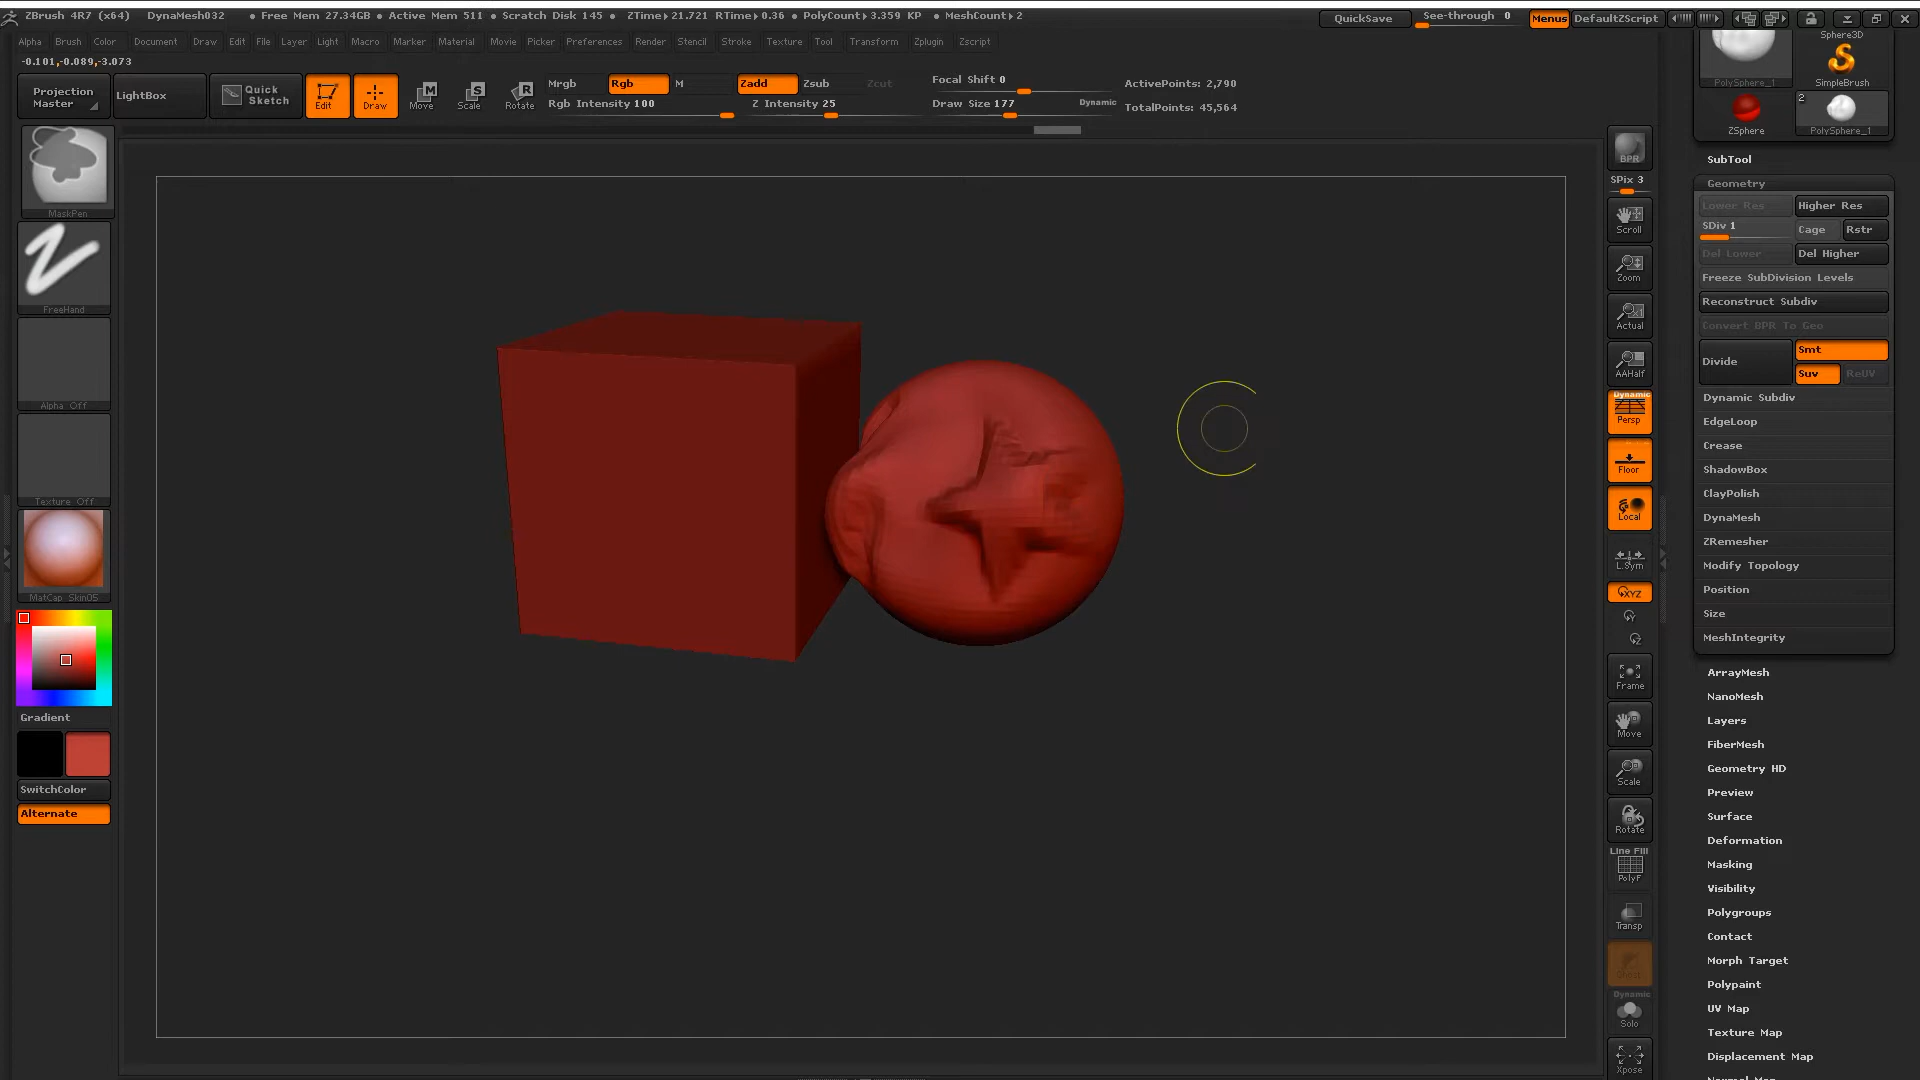 ZBrush 4R7 (x64) DynaMesh032 • Free Mem 27.34GB • Active Mem 511 • Scratch Disk 145 • ZTime▸21.721 RTime▸0.36 • PolyCount▸3.359 KP • MeshCount▸2 QuickSave See-through 0 Menus DefaultZScript
Alpha Brush Color Document Draw Edit File Layer Light Macro Marker Material Movie Picker Preferences Render Stencil Stroke Texture Tool Transform Zplugin Zscript
-0.101,-0.089,-3.073
Projection Master
LightBox
Quick Sketch
Edit
Draw
Move
Scale
Rotate
Mrgb Rgb M
Rgb Intensity 100
Zadd Zsub Zcut
Z Intensity 25
Focal Shift 0
Draw Size 177
Dynamic
ActivePoints: 2,790
TotalPoints: 45,564
MaskPen
FreeHand
Alpha Off
Texture Off
MatCap Skin05
Gradient
SwitchColor
Alternate
BPR
SPix 3
Scroll
Zoom
Actual
AAHalf
Dynamic
Persp
Floor
Local
L.Sym
XYZ
Y
Z
Frame
Move
Scale
Rotate
Line Fill
PolyF
Transp
Ghost
Dynamic
Solo
Xpose
Sphere3D
PolySphere_1
SimpleBrush
2
ZSphere
PolySphere_1
SubTool
Geometry
Lower Res Higher Res
SDiv 1 Cage Rstr
Del Lower Del Higher
Freeze SubDivision Levels
Reconstruct Subdiv
Convert BPR To Geo
Divide Smt
Suv ReUV
Dynamic Subdiv
EdgeLoop
Crease
ShadowBox
ClayPolish
DynaMesh
ZRemesher
Modify Topology
Position
Size
MeshIntegrity
ArrayMesh
NanoMesh
Layers
FiberMesh
Geometry HD
Preview
Surface
Deformation
Masking
Visibility
Polygroups
Contact
Morph Target
Polypaint
UV Map
Texture Map
Displacement Map
Normal Map